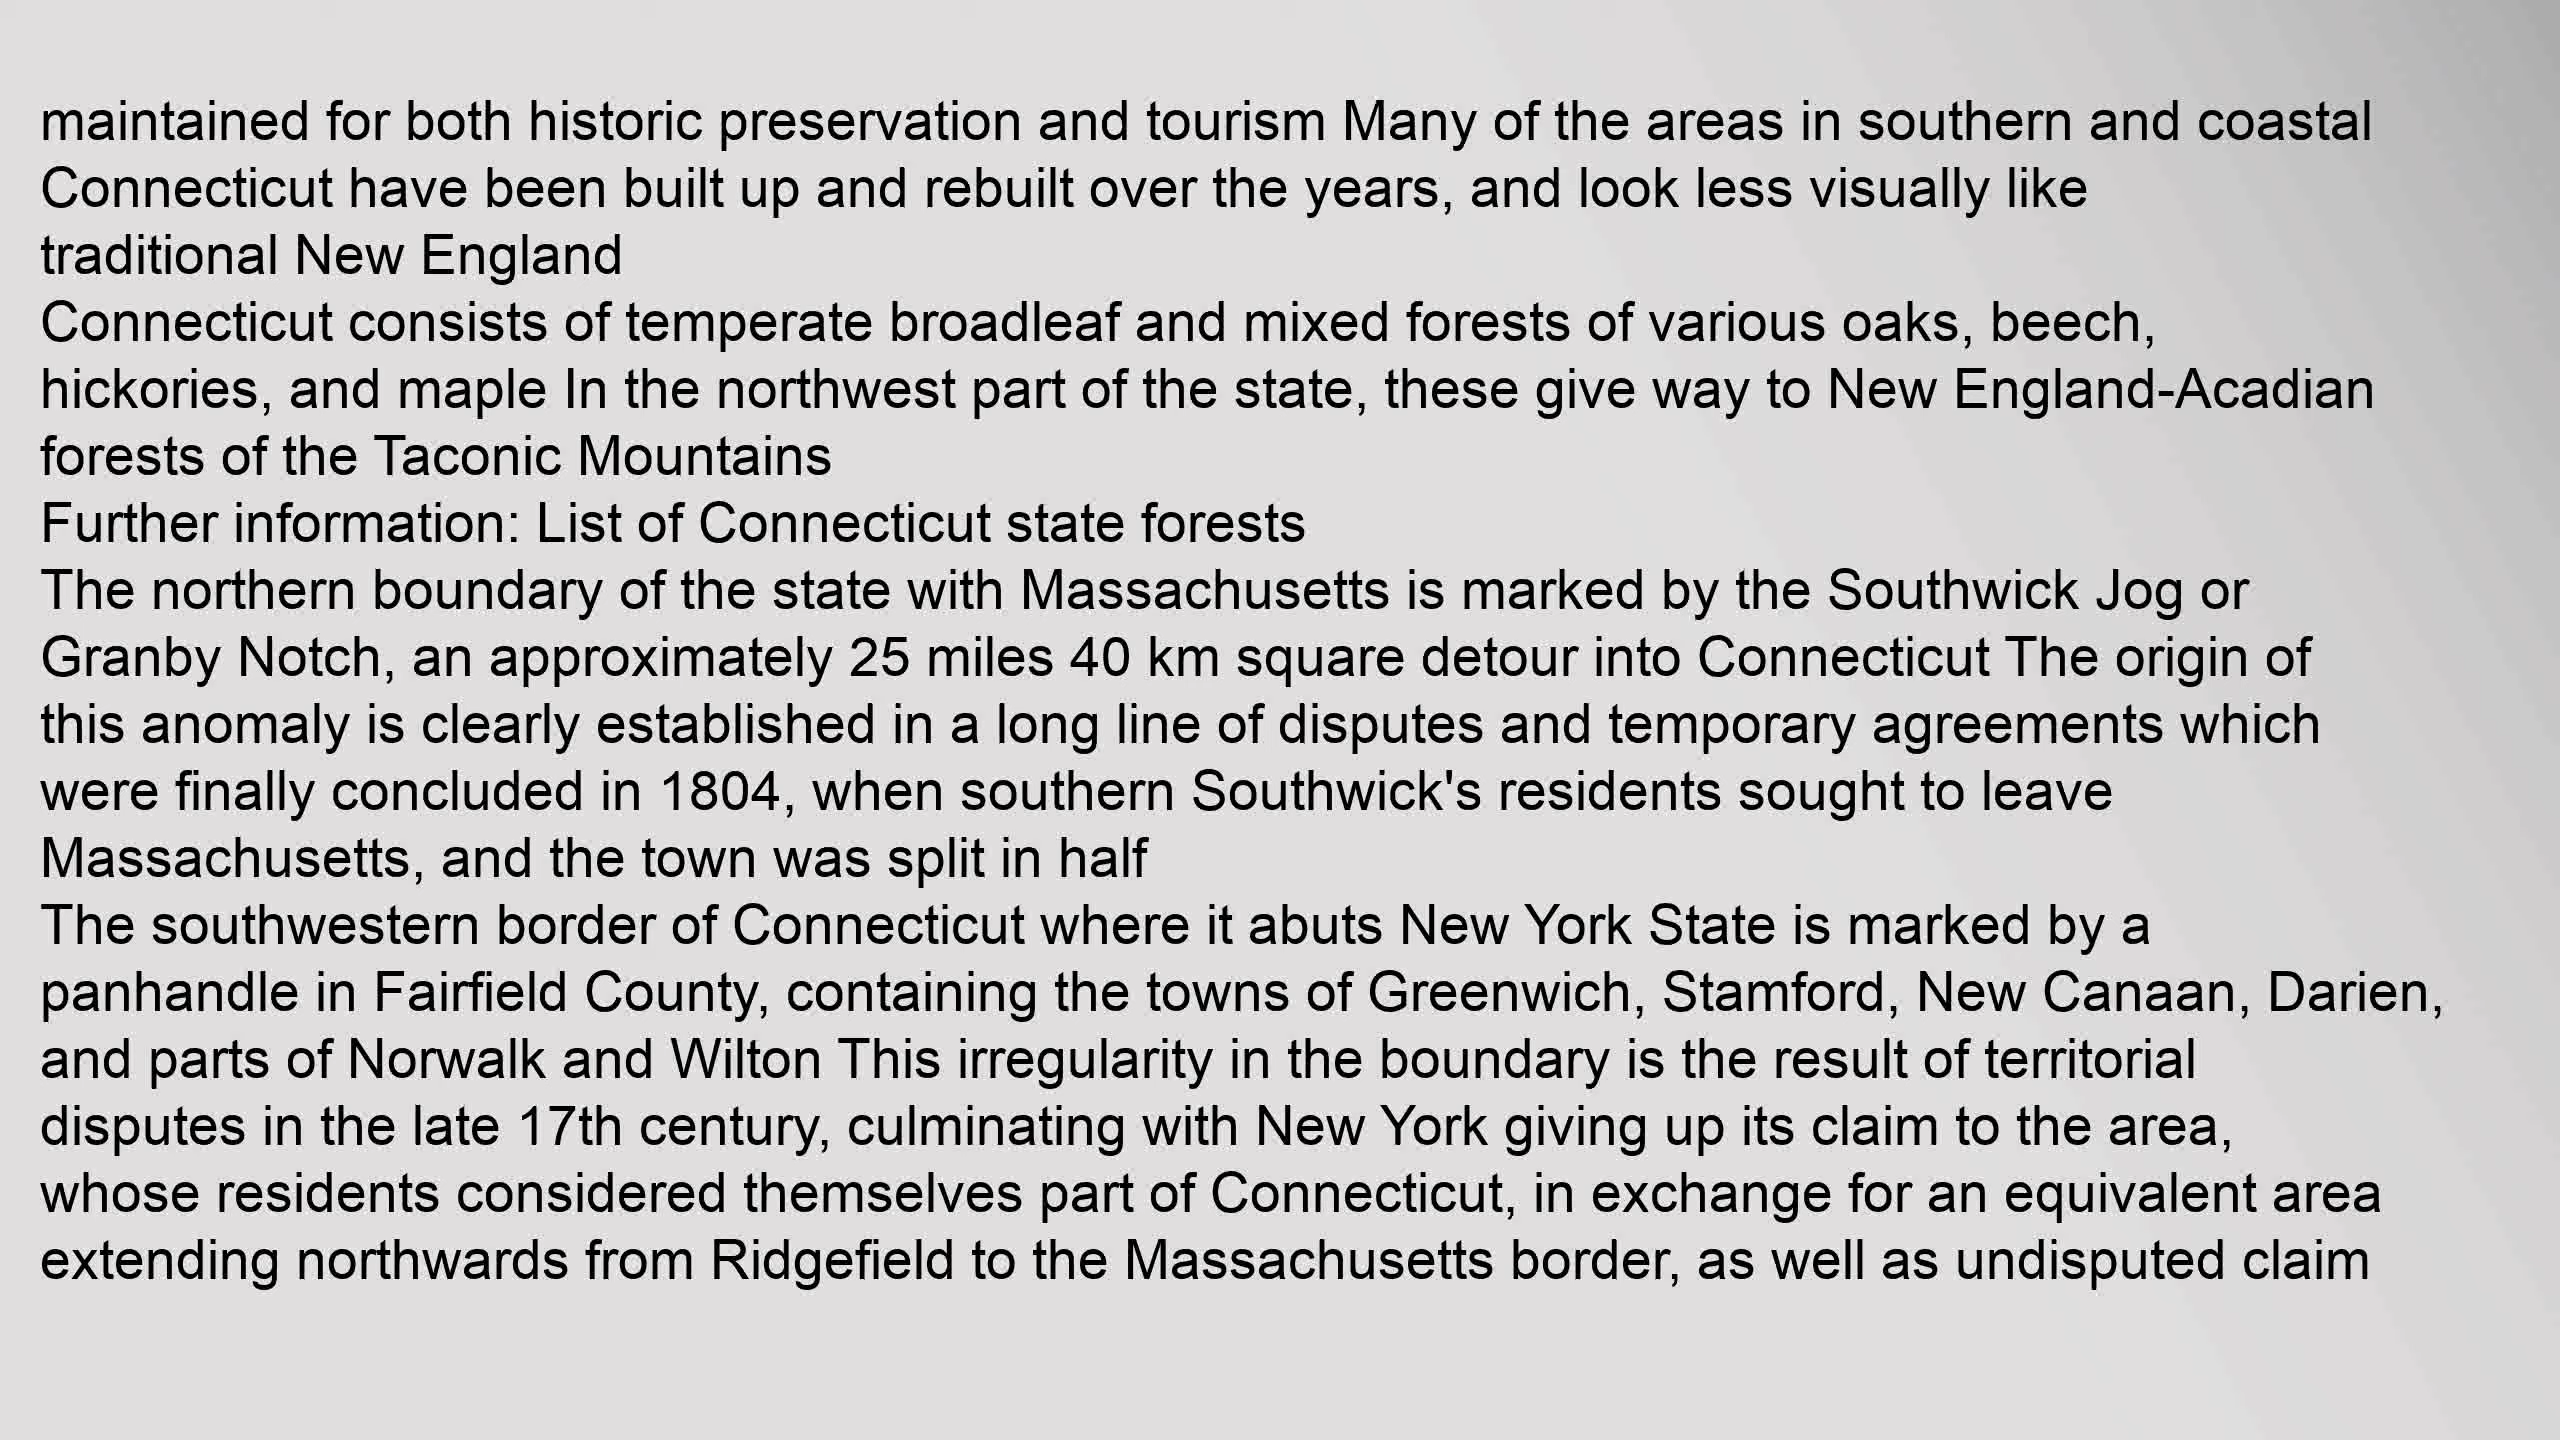 maintained for both historic preservation and tourism Many of the areas in southern and coastal
Connecticut have been built up and rebuilt over the years, and look less visually like
traditional New England
Connecticut consists of temperate broadleaf and mixed forests of various oaks, beech,
hickories, and maple In the northwest part of the state, these give way to New England-Acadian
forests of the Taconic Mountains
Further information: List of Connecticut state forests
The northern boundary of the state with Massachusetts is marked by the Southwick Jog or
Granby Notch, an approximately 25 miles 40 km square detour into Connecticut The origin of
this anomaly is clearly established in a long line of disputes and temporary agreements which
were finally concluded in 1804, when southern Southwick's residents sought to leave
Massachusetts, and the town was split in half
The southwestern border of Connecticut where it abuts New York State is marked by a
panhandle in Fairfield County, containing the towns of Greenwich, Stamford, New Canaan, Darien,
and parts of Norwalk and Wilton This irregularity in the boundary is the result of territorial
disputes in the late 17th century, culminating with New York giving up its claim to the area,
whose residents considered themselves part of Connecticut, in exchange for an equivalent area
extending northwards from Ridgefield to the Massachusetts border, as well as undisputed claim